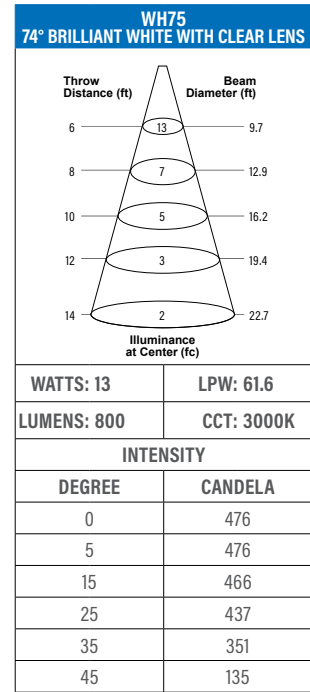 WH75
74° BRILLIANT WHITE WITH CLEAR LENS
Throw Beam
Distance (ft) Diameter (ft)
6 13 9.7
8 7 12.9
10 5 16.2
12 3 19.4
14 2 22.7
Illuminance
at Center (fc)
WATTS: 13 LPW: 61.6
LUMENS: 800 CCT: 3000K
INTENSITY
DEGREE CANDELA
0 476
5 476
15 466
25 437
35 351
45 135